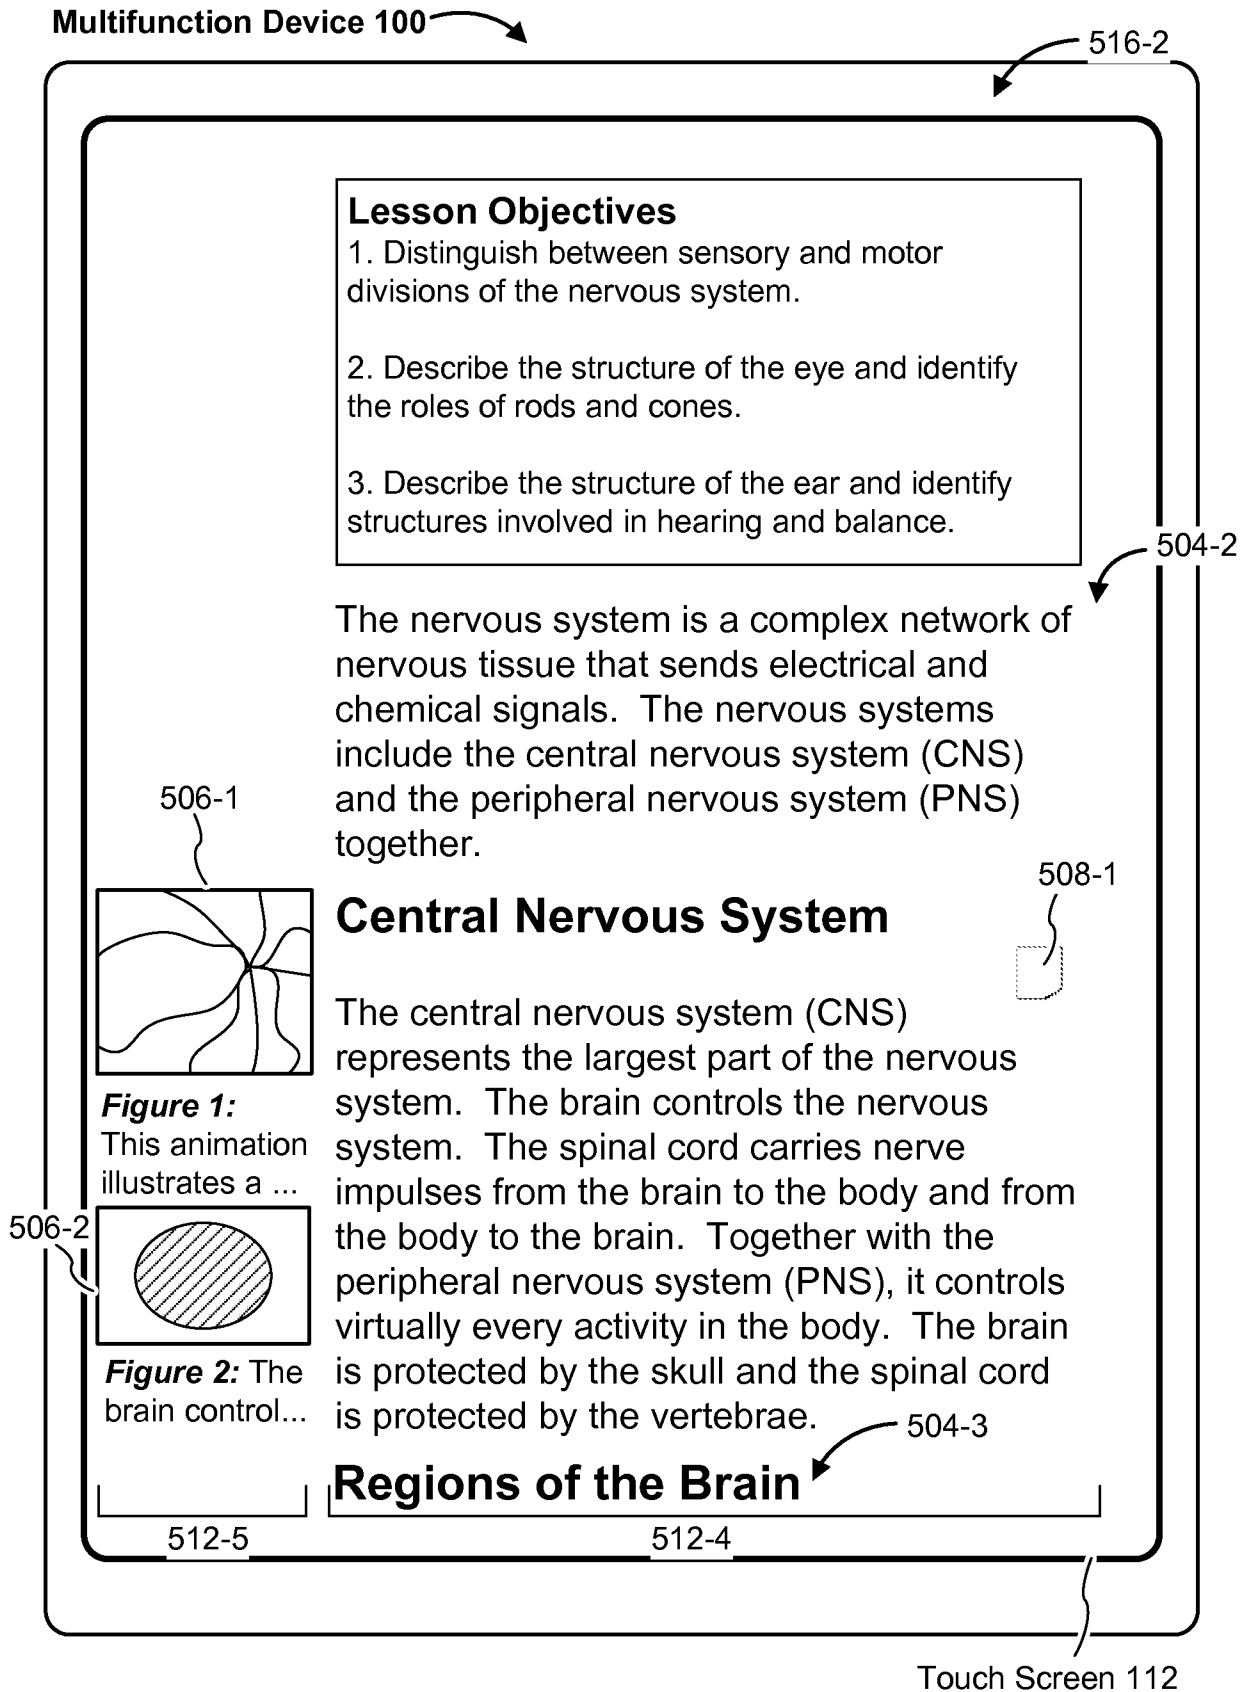 Multifunction Device 100
516-2
Lesson Objectives
1. Distinguish between sensory and motor
divisions of the nervous system.
2. Describe the structure of the eye and identify
the roles of rods and cones.
3. Describe the structure of the ear and identify
structures involved in hearing and balance.
504-2
The nervous system is a complex network of
nervous tissue that sends electrical and
chemical signals. The nervous systems
include the central nervous system (CNS)
and the peripheral nervous system (PNS)
together.
506-1
508-1
Central Nervous System
The central nervous system (CNS)
represents the largest part of the nervous
system. The brain controls the nervous
system. The spinal cord carries nerve
impulses from the brain to the body and from
the body to the brain. Together with the
peripheral nervous system (PNS), it controls
virtually every activity in the body. The brain
is protected by the skull and the spinal cord
is protected by the vertebrae.
Figure 1:
This animation
illustrates a ...
506-2
Figure 2: The
brain control...
504-3
Regions of the Brain
512-5
512-4
Touch Screen 112